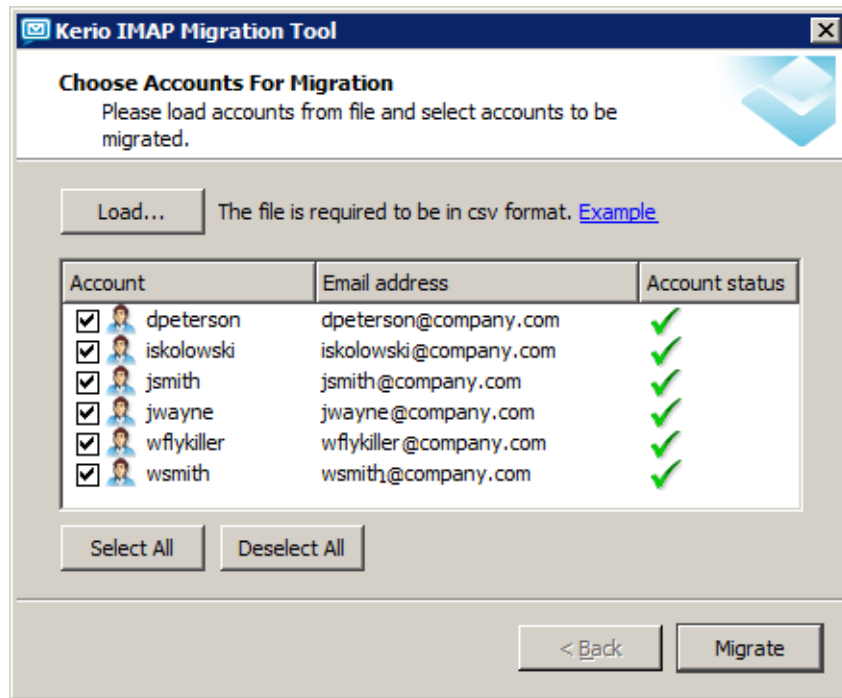 Kerio IMAP Migration Tool
Choose Accounts For Migration
Please load accounts from file and select accounts to be
migrated.
Load... The file is required to be in csv format. Example
Account Email address Account status
dpeterson dpeterson@company.com
iskolowski iskolowski@company.com
jsmith jsmith@company.com
jwayne jwayne@company.com
wflykiller wflykiller@company.com
wsmith wsmith@company.com
Select All Deselect All
< Back Migrate